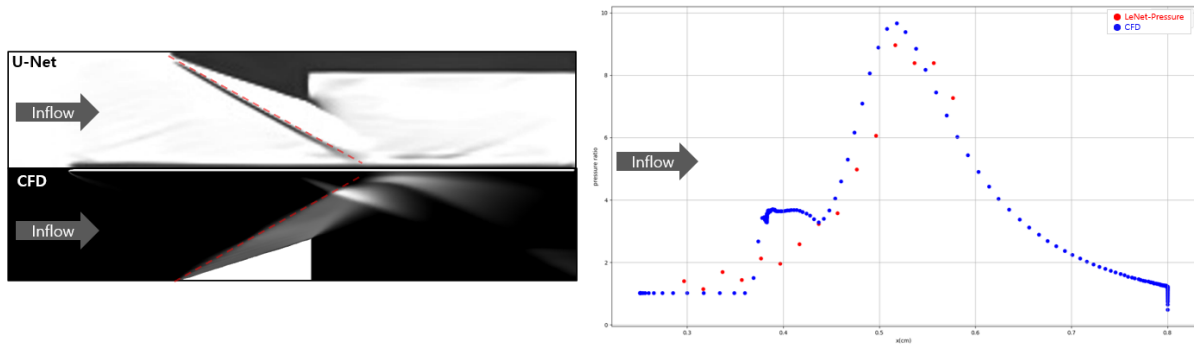 U-Net
Inflow
CFD
Inflow
10
8
6
4
2
0
pressure ratio
Inflow
LeNet-Pressure
CFD
0.3
0.4
0.5
0.6
0.7
0.8
x(cm)